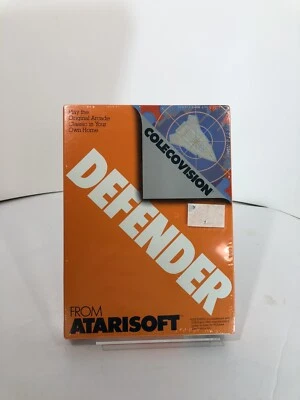 Play the
Original Arcade
Classic in Your
Own Home.
COLECOVISION
DEFENDER
FROM
ATARISOFT